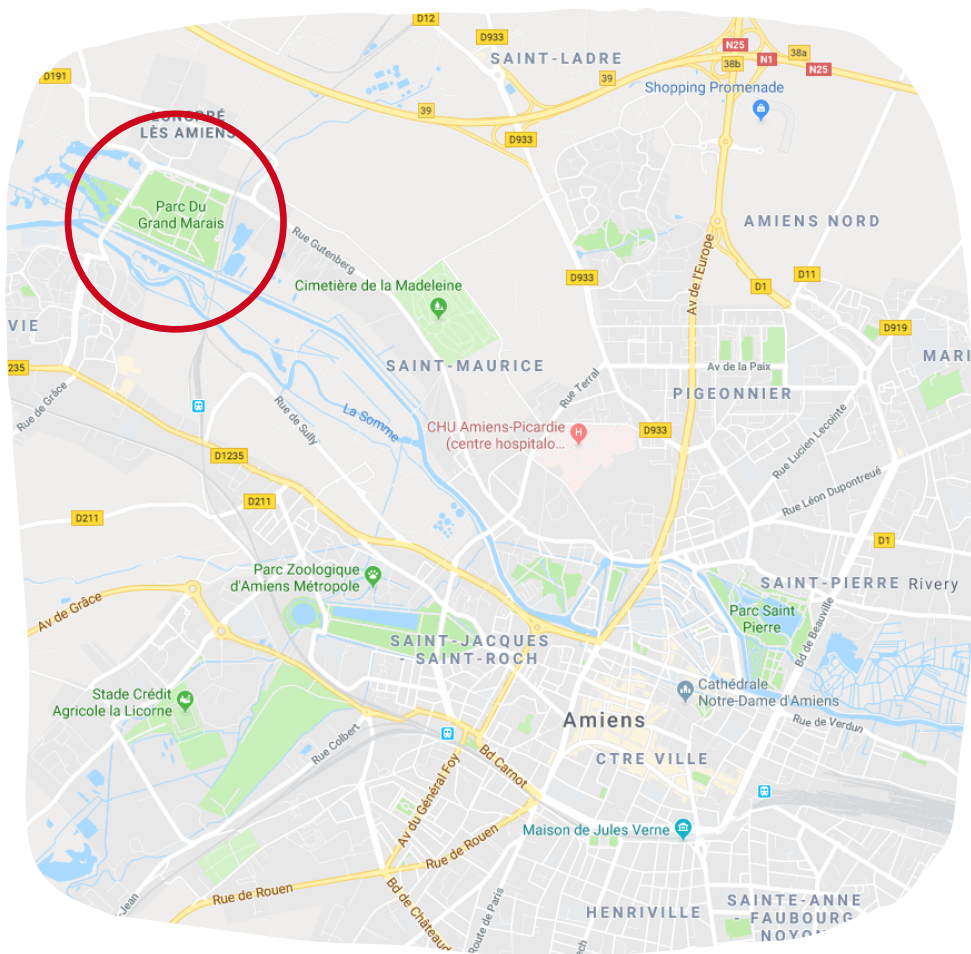 D12
D933
N25
38a
SAINT-LADRE
38b
N1
N25
D191
39
Shopping Promenade
39
LONGPRÉ
LÈS AMIENS
D933
Parc Du
Grand Marais
AMIENS NORD
Rue Gutenberg
Av de l'Europe
D933
D11
Cimetière de la Madeleine
D1
VIE
D919
MARI
SAINT-MAURICE
235
Av de la Paix
Rue Terral
PIGEONNIER
Rue de Grâce
La Somme
Rue de Sully
CHU Amiens-Picardie
(centre hospitalo...
D933
Rue Lucien Lecointe
D1235
Rue Léon Dupontreué
D211
D211
D1
Parc Zoologique
d'Amiens Métropole
SAINT-PIERRE
Rivery
Av de Grâce
Parc Saint
Pierre
Bd de Beauville
SAINT-JACQUES
- SAINT-ROCH
Stade Crédit
Agricole la Licorne
Cathédrale
Notre-Dame d'Amiens
Amiens
Rue de Verdun
Rue Colbert
CTRE VILLE
Bd Carnot
Av du Général Foy
Maison de Jules Verne
Rue de Rouen
Rue de Rouen
-Jean
Bd de Châteaud
Route de Paris
HENRIVILLE
SAINTE-ANNE
- FAUBOURG
NOYON
ech